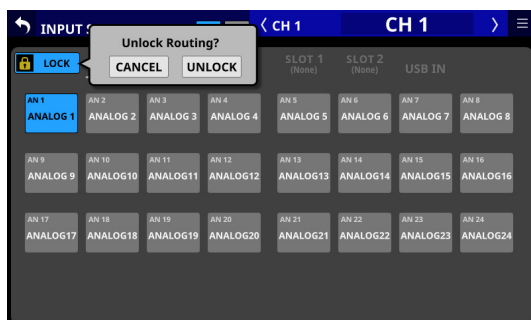 INPUT S
CH 1
CH 1
Unlock Routing?
CANCEL
UNLOCK
LOCK
SLOT 1
(None)
SLOT 2
(None)
USB IN
AN 1
ANALOG 1
AN 2
ANALOG 2
AN 3
ANALOG 3
AN 4
ANALOG 4
AN 5
ANALOG 5
AN 6
ANALOG 6
AN 7
ANALOG 7
AN 8
ANALOG 8
AN 9
ANALOG 9
AN 10
ANALOG10
AN 11
ANALOG11
AN 12
ANALOG12
AN 13
ANALOG13
AN 14
ANALOG14
AN 15
ANALOG15
AN 16
ANALOG16
AN 17
ANALOG17
AN 18
ANALOG18
AN 19
ANALOG19
AN 20
ANALOG20
AN 21
ANALOG21
AN 22
ANALOG22
AN 23
ANALOG23
AN 24
ANALOG24